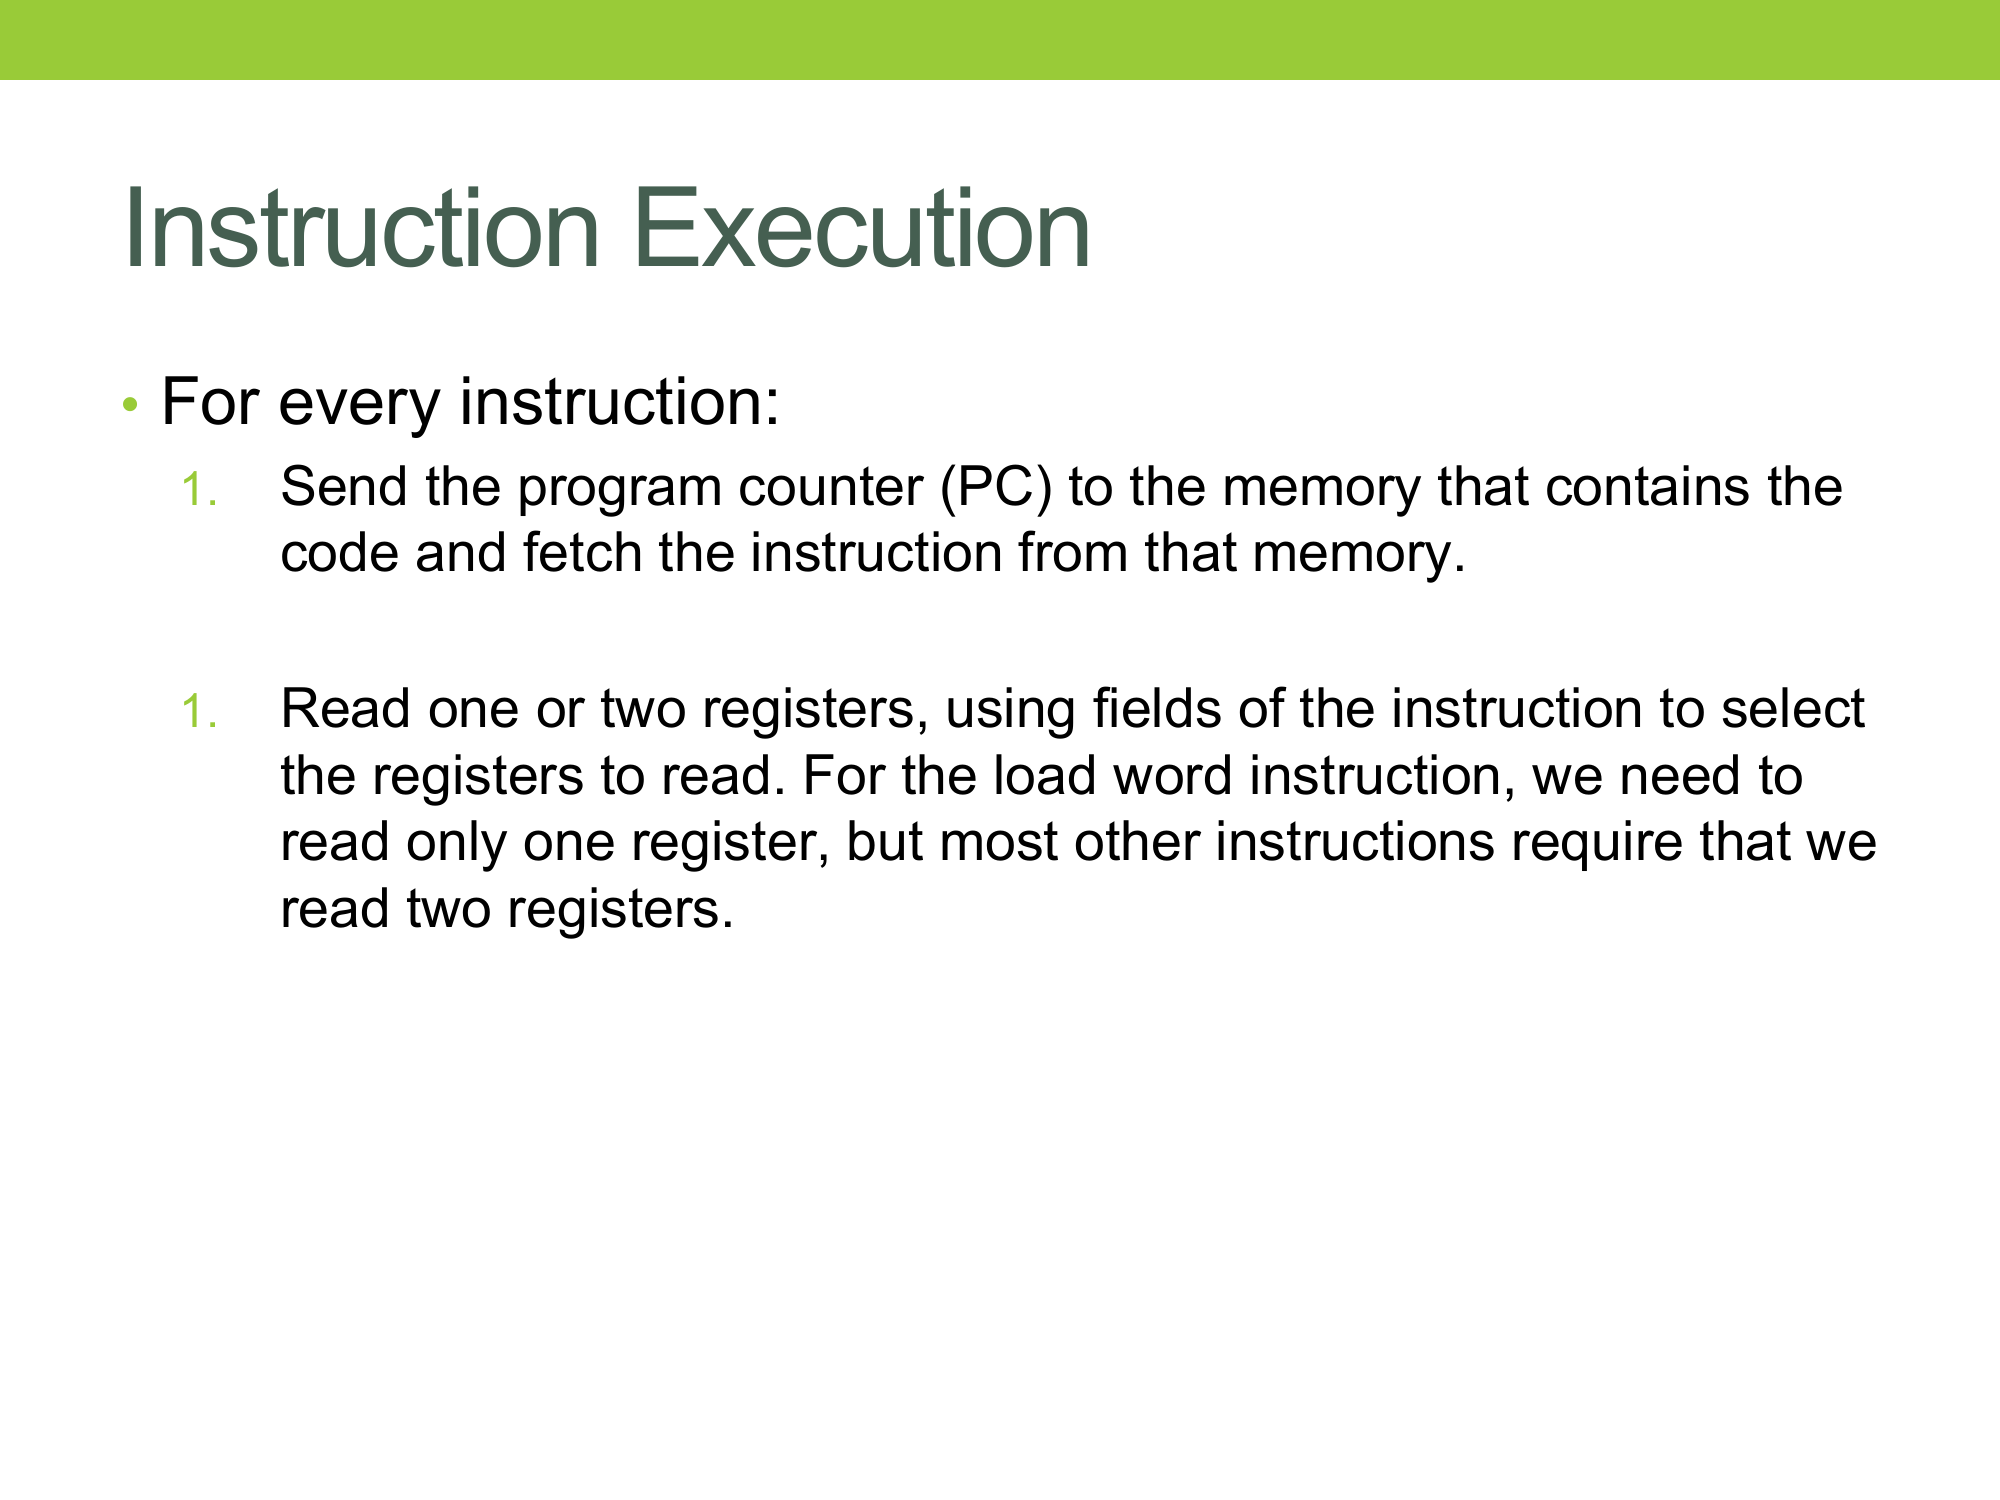 Instruction Execution
• For every instruction:
1. Send the program counter (PC) to the memory that contains the
code and fetch the instruction from that memory.
1. Read one or two registers, using fields of the instruction to select
the registers to read. For the load word instruction, we need to
read only one register, but most other instructions require that we
read two registers.